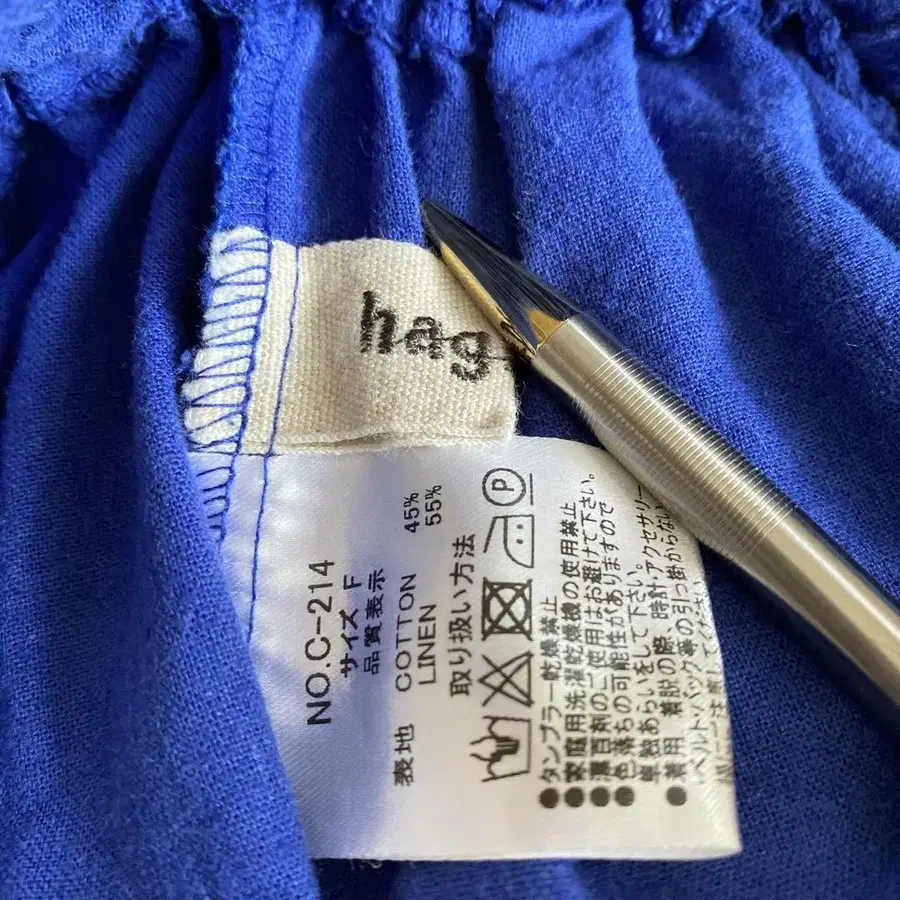 hag
NO.C-214
サイズ F
品質表示
表地 COTTON 45%
LINEN 55%
取り扱い方法
P
●タンブラー乾燥禁止
●家庭用洗濯乾燥機の使用禁止
●漂白剤のご使用はお避け下さい。
●色落ちの可能性がありますので
単独あらいをして下さい。
●着用、着脱の際、時計・アクセサリー
ベルト・バック等の引っ掛からない